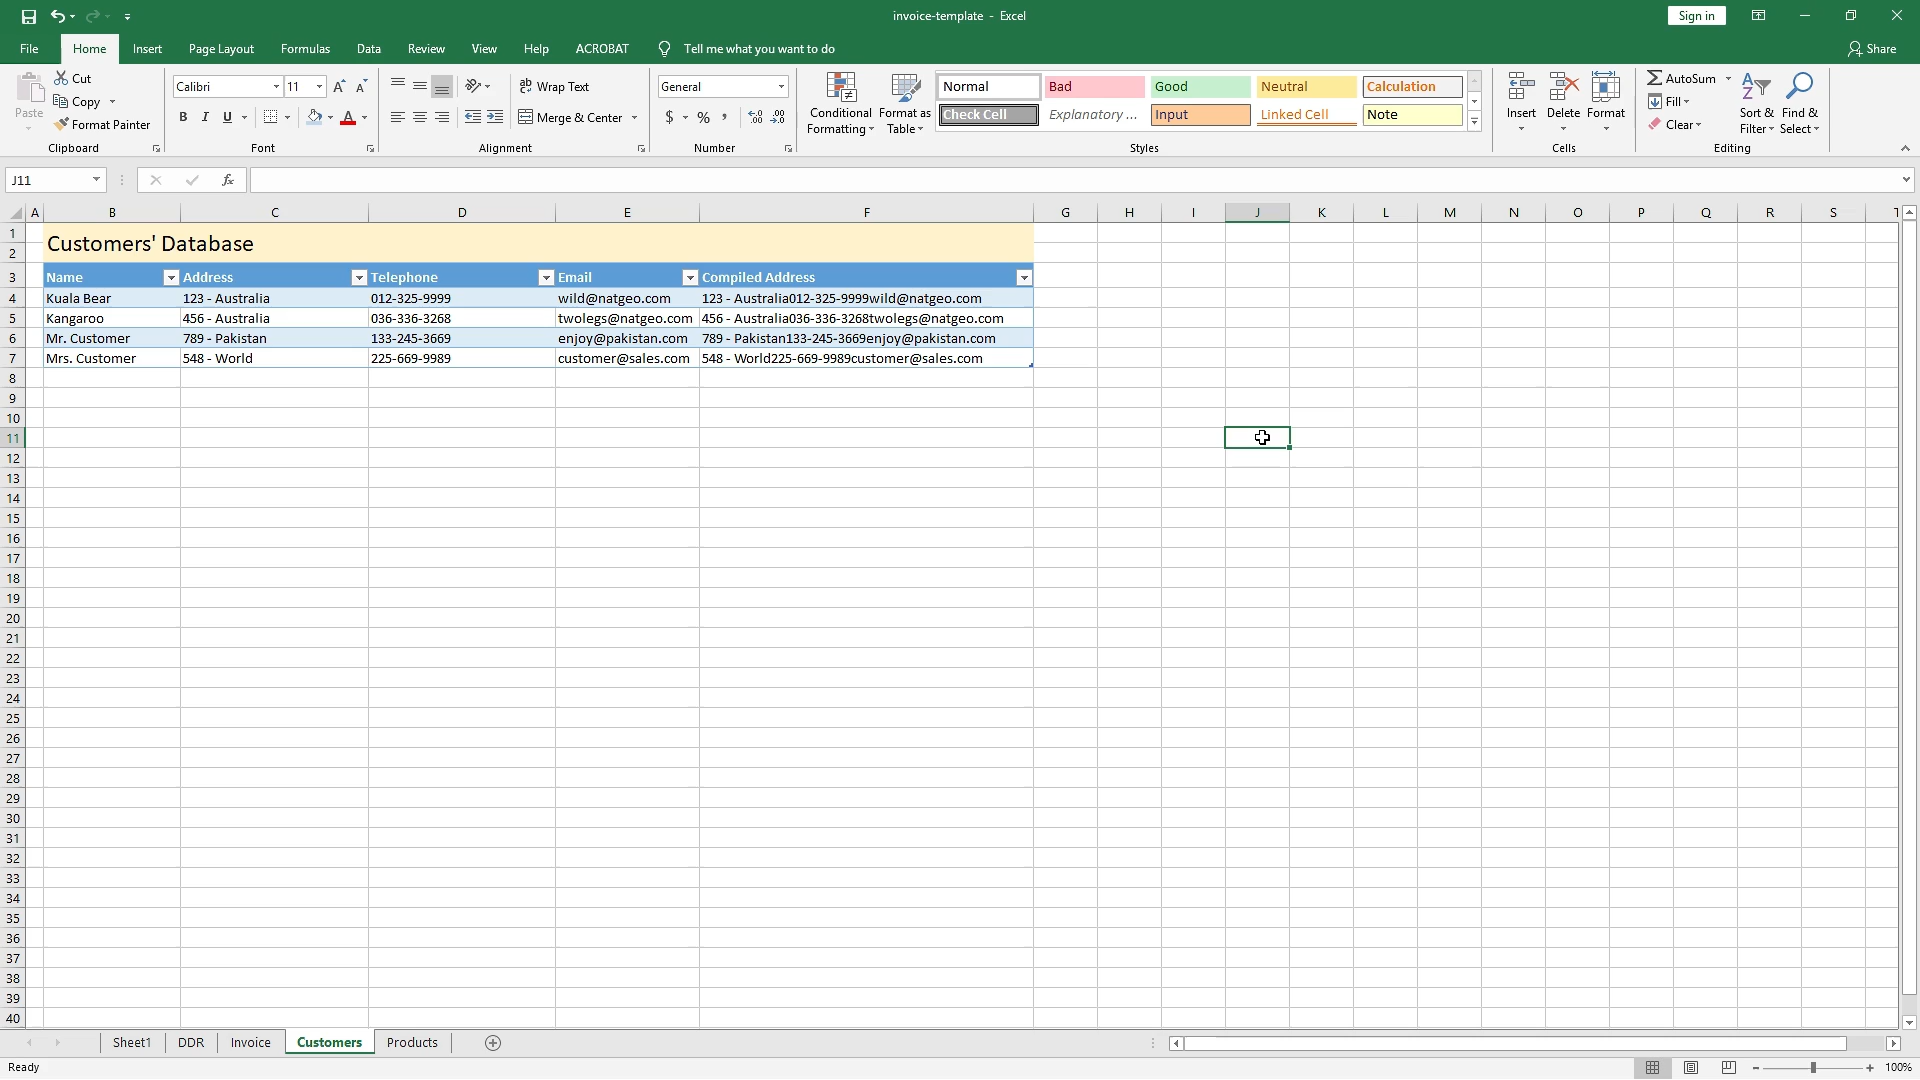 invoice-template - Excel
Sign in
File Home Insert Page Layout Formulas Data Review View Help ACROBAT Tell me what you want to do Share
Paste
Cut
Copy
Format Painter
Clipboard
Calibri 11
B I U
Font
Wrap Text
Merge & Center
Alignment
General
$ % ,
Number
Conditional Formatting
Format as Table
Normal Bad Good Neutral Calculation
Check Cell Explanatory ... Input Linked Cell Note
Styles
Insert Delete Format
Cells
AutoSum
Fill
Clear
Sort & Filter
Find & Select
Editing
J11 fx
A B C D E F G H I J K L M N O P Q R S T
1 Customers' Database
2
3 Name Address Telephone Email Compiled Address
4 Kuala Bear 123 - Australia 012-325-9999 wild@natgeo.com 123 - Australia012-325-9999wild@natgeo.com
5 Kangaroo 456 - Australia 036-336-3268 twolegs@natgeo.com 456 - Australia036-336-3268twolegs@natgeo.com
6 Mr. Customer 789 - Pakistan 133-245-3669 enjoy@pakistan.com 789 - Pakistan133-245-3669enjoy@pakistan.com
7 Mrs. Customer 548 - World 225-669-9989 customer@sales.com 548 - World225-669-9989customer@sales.com
8
9
10
11
12
13
14
15
16
17
18
19
20
21
22
23
24
25
26
27
28
29
30
31
32
33
34
35
36
37
38
39
40
Sheet1 DDR Invoice Customers Products
Ready 100%